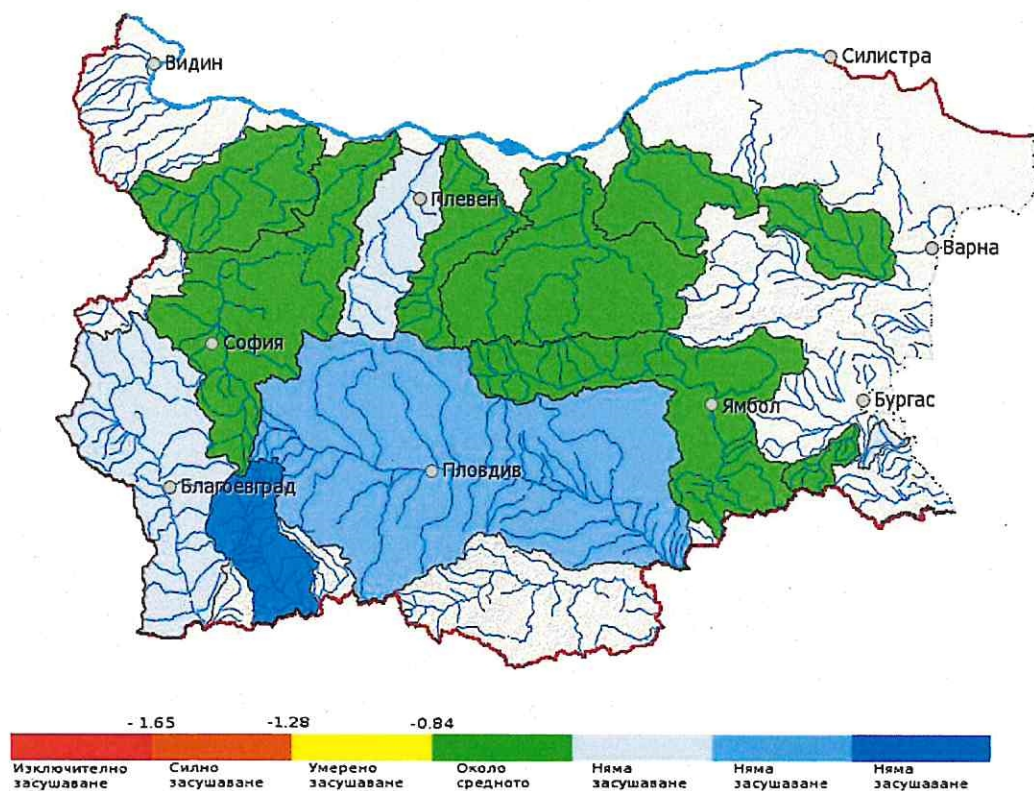 Видин
Силистра
Плевен
Варна
София
Ямбол
Бургас
Пловдив
Благоевград
- 1.65 -1.28 -0.84
Изключително Силно Умерено Около Няма Няма Няма
засушаване засушаване засушаване средното засушаване засушаване засушаване